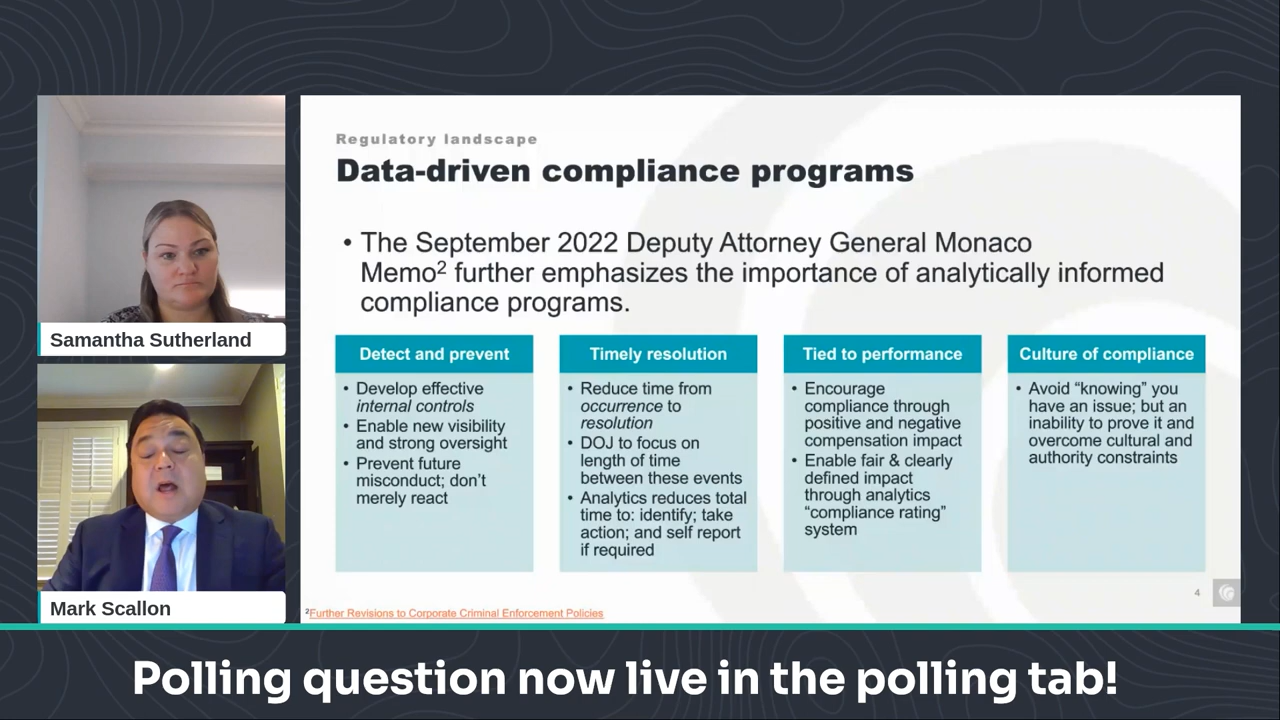 Samantha Sutherland
Mark Scallon
Regulatory landscape
Data-driven compliance programs
• The September 2022 Deputy Attorney General Monaco
Memo² further emphasizes the importance of analytically informed
compliance programs.
Detect and prevent
• Develop effective
internal controls
• Enable new visibility
and strong oversight
• Prevent future
misconduct; don’t
merely react
Timely resolution
• Reduce time from
occurrence to
resolution
• DOJ to focus on
length of time
between these events
• Analytics reduces total
time to: identify; take
action; and self report
if required
Tied to performance
• Encourage
compliance through
positive and negative
compensation impact
• Enable fair & clearly
defined impact
through analytics
“compliance rating”
system
Culture of compliance
• Avoid “knowing” you
have an issue; but an
inability to prove it and
overcome cultural and
authority constraints
4
²Further Revisions to Corporate Criminal Enforcement Policies
Polling question now live in the polling tab!